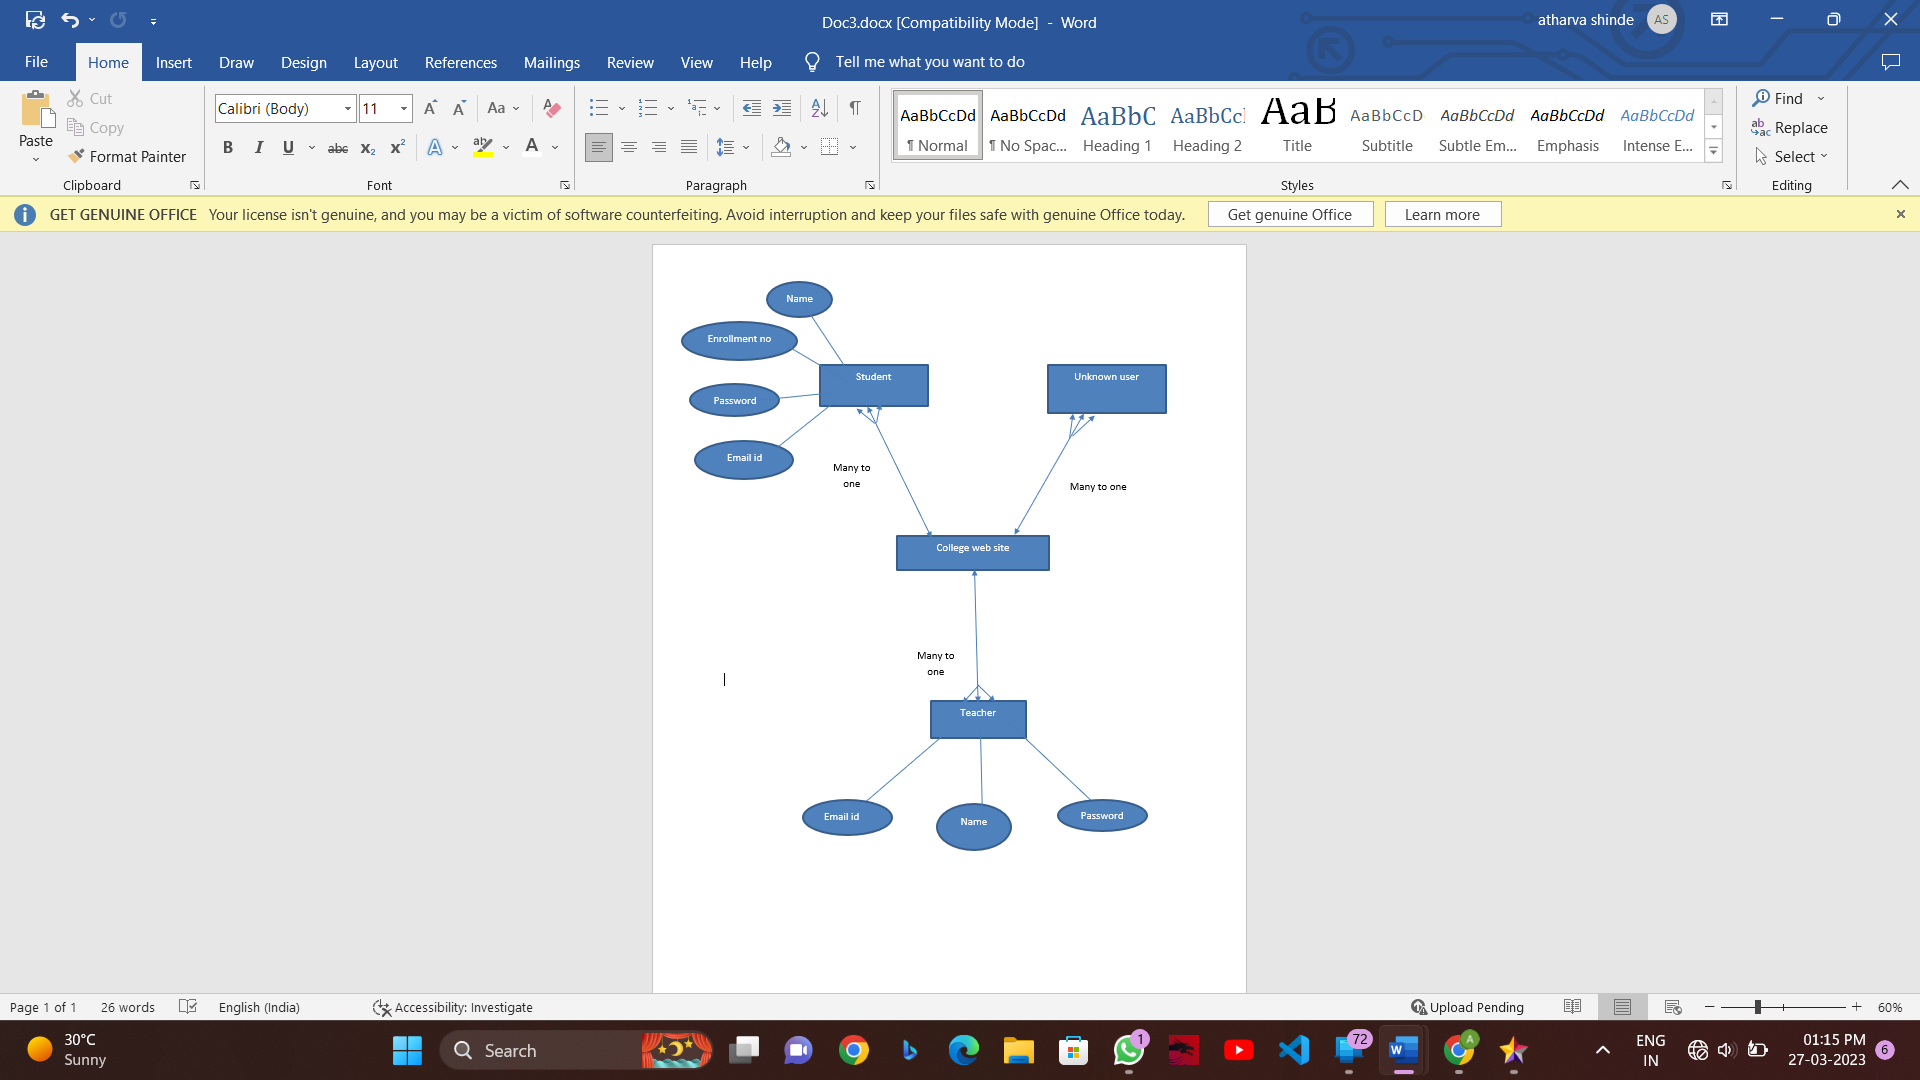 Doc3.docx [Compatibility Mode] - Word
atharva shinde
AS
File
Home
Insert
Draw
Design
Layout
References
Mailings
Review
View
Help
Tell me what you want to do
Paste
Cut
Copy
Format Painter
Clipboard
Calibri (Body)
11
Aa
B I U abc x₂ x²
Font
Paragraph
AaBbCcDd
¶ Normal
AaBbCcDd
¶ No Spac...
AaBbC
Heading 1
AaBbCc
Heading 2
AaB
Title
AaBbCcD
Subtitle
AaBbCcDd
Subtle Em...
AaBbCcDd
Emphasis
AaBbCcDd
Intense E...
Styles
Find
Replace
Select
Editing
GET GENUINE OFFICE Your license isn't genuine, and you may be a victim of software counterfeiting. Avoid interruption and keep your files safe with genuine Office today.
Get genuine Office
Learn more
Name
Enrollment no
Student
Unknown user
Password
Email id
Many to
one
Many to one
College web site
Many to
one
Teacher
Email id
Name
Password
Page 1 of 1
26 words
English (India)
Accessibility: Investigate
Upload Pending
60%
30°C
Sunny
Search
1
72
A
ENG
IN
01:15 PM
27-03-2023
6